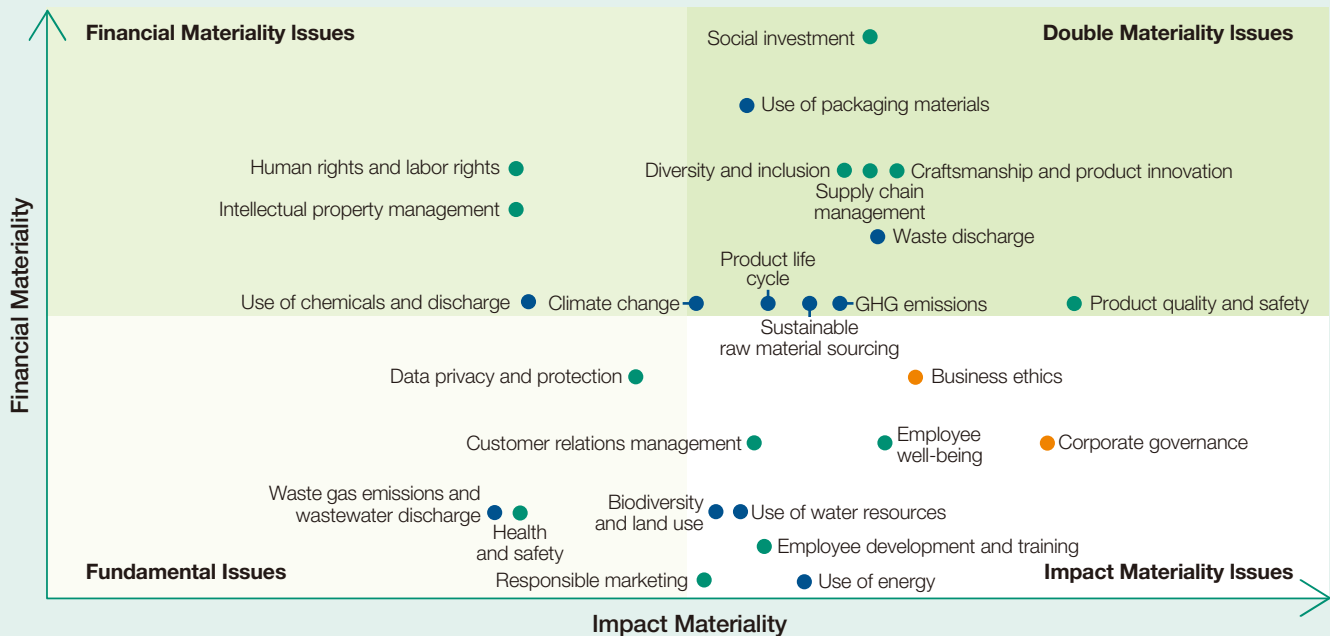 Financial Materiality Issues
Double Materiality Issues
Social investment
Use of packaging materials
Human rights and labor rights
Diversity and inclusion
Craftsmanship and product innovation
Supply chain
management
Intellectual property management
Waste discharge
Product life
cycle
Use of chemicals and discharge
Climate change
GHG emissions
Product quality and safety
Sustainable
raw material sourcing
Data privacy and protection
Business ethics
Customer relations management
Employee
well-being
Corporate governance
Waste gas emissions and
wastewater discharge
Health
and safety
Biodiversity
and land use
Use of water resources
Employee development and training
Fundamental Issues
Responsible marketing
Use of energy
Impact Materiality Issues
Financial Materiality
Impact Materiality